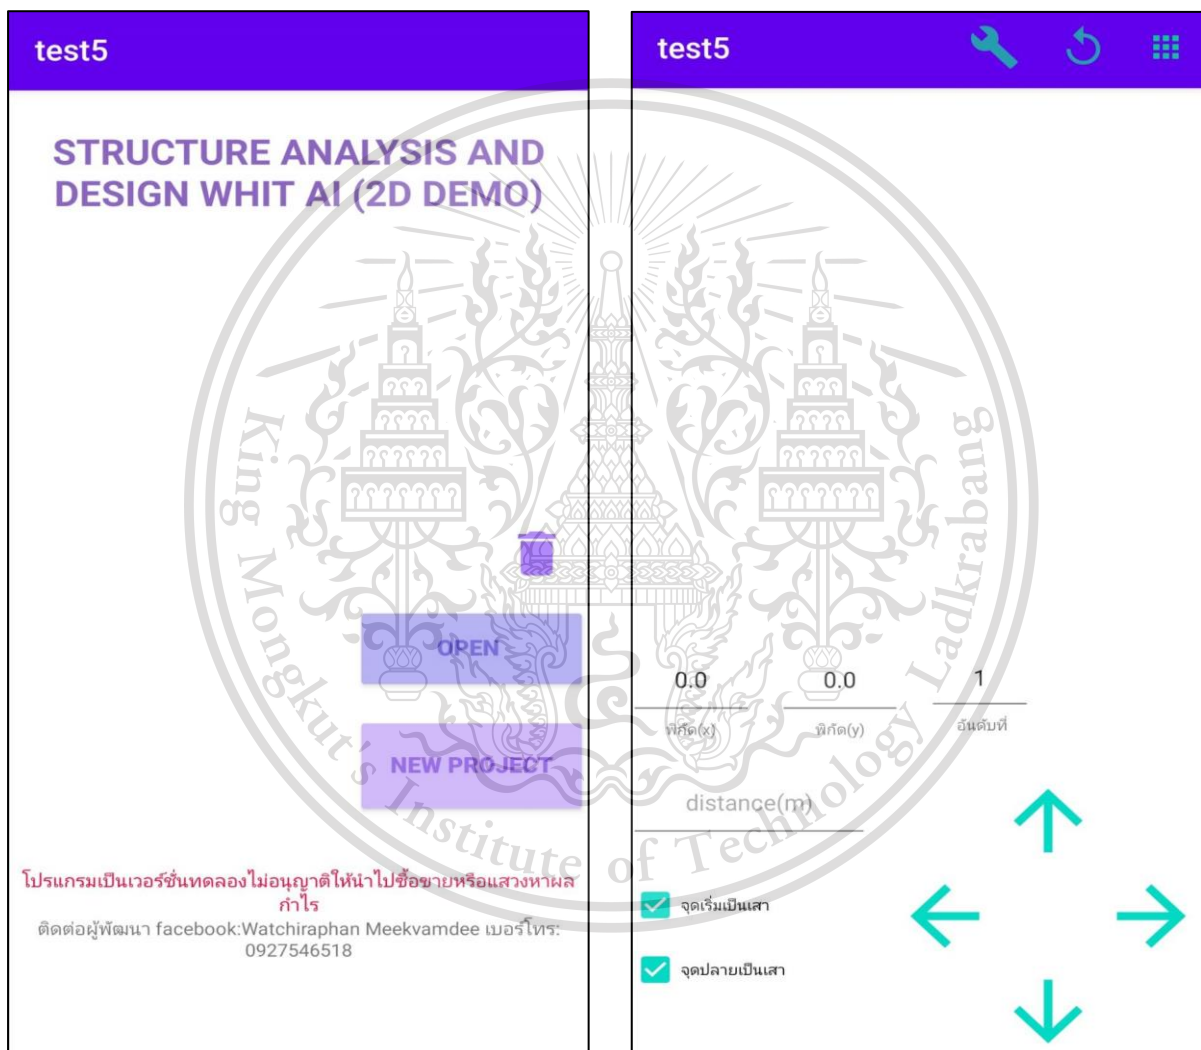 test5
STRUCTURE ANALYSIS AND
DESIGN WHIT AI (2D DEMO)
OPEN
NEW PROJECT
โปรแกรมเป็นเวอร์ชั่นทดลองไม่อนุญาติให้นำไปซื้อขายหรือแสวงหาผล
กำไร
ติดต่อผู้พัฒนา facebook:Watchiraphan Meekvamdee เบอร์โทร:
0927546518
test5
0.0 0.0 1
พิกัด(x) พิกัด(y) อันดับที่
distance(m)
จุดเริ่มเป็นเสา
จุดปลายเป็นเสา
King Mongkut's Institute of Technology Ladkrabang